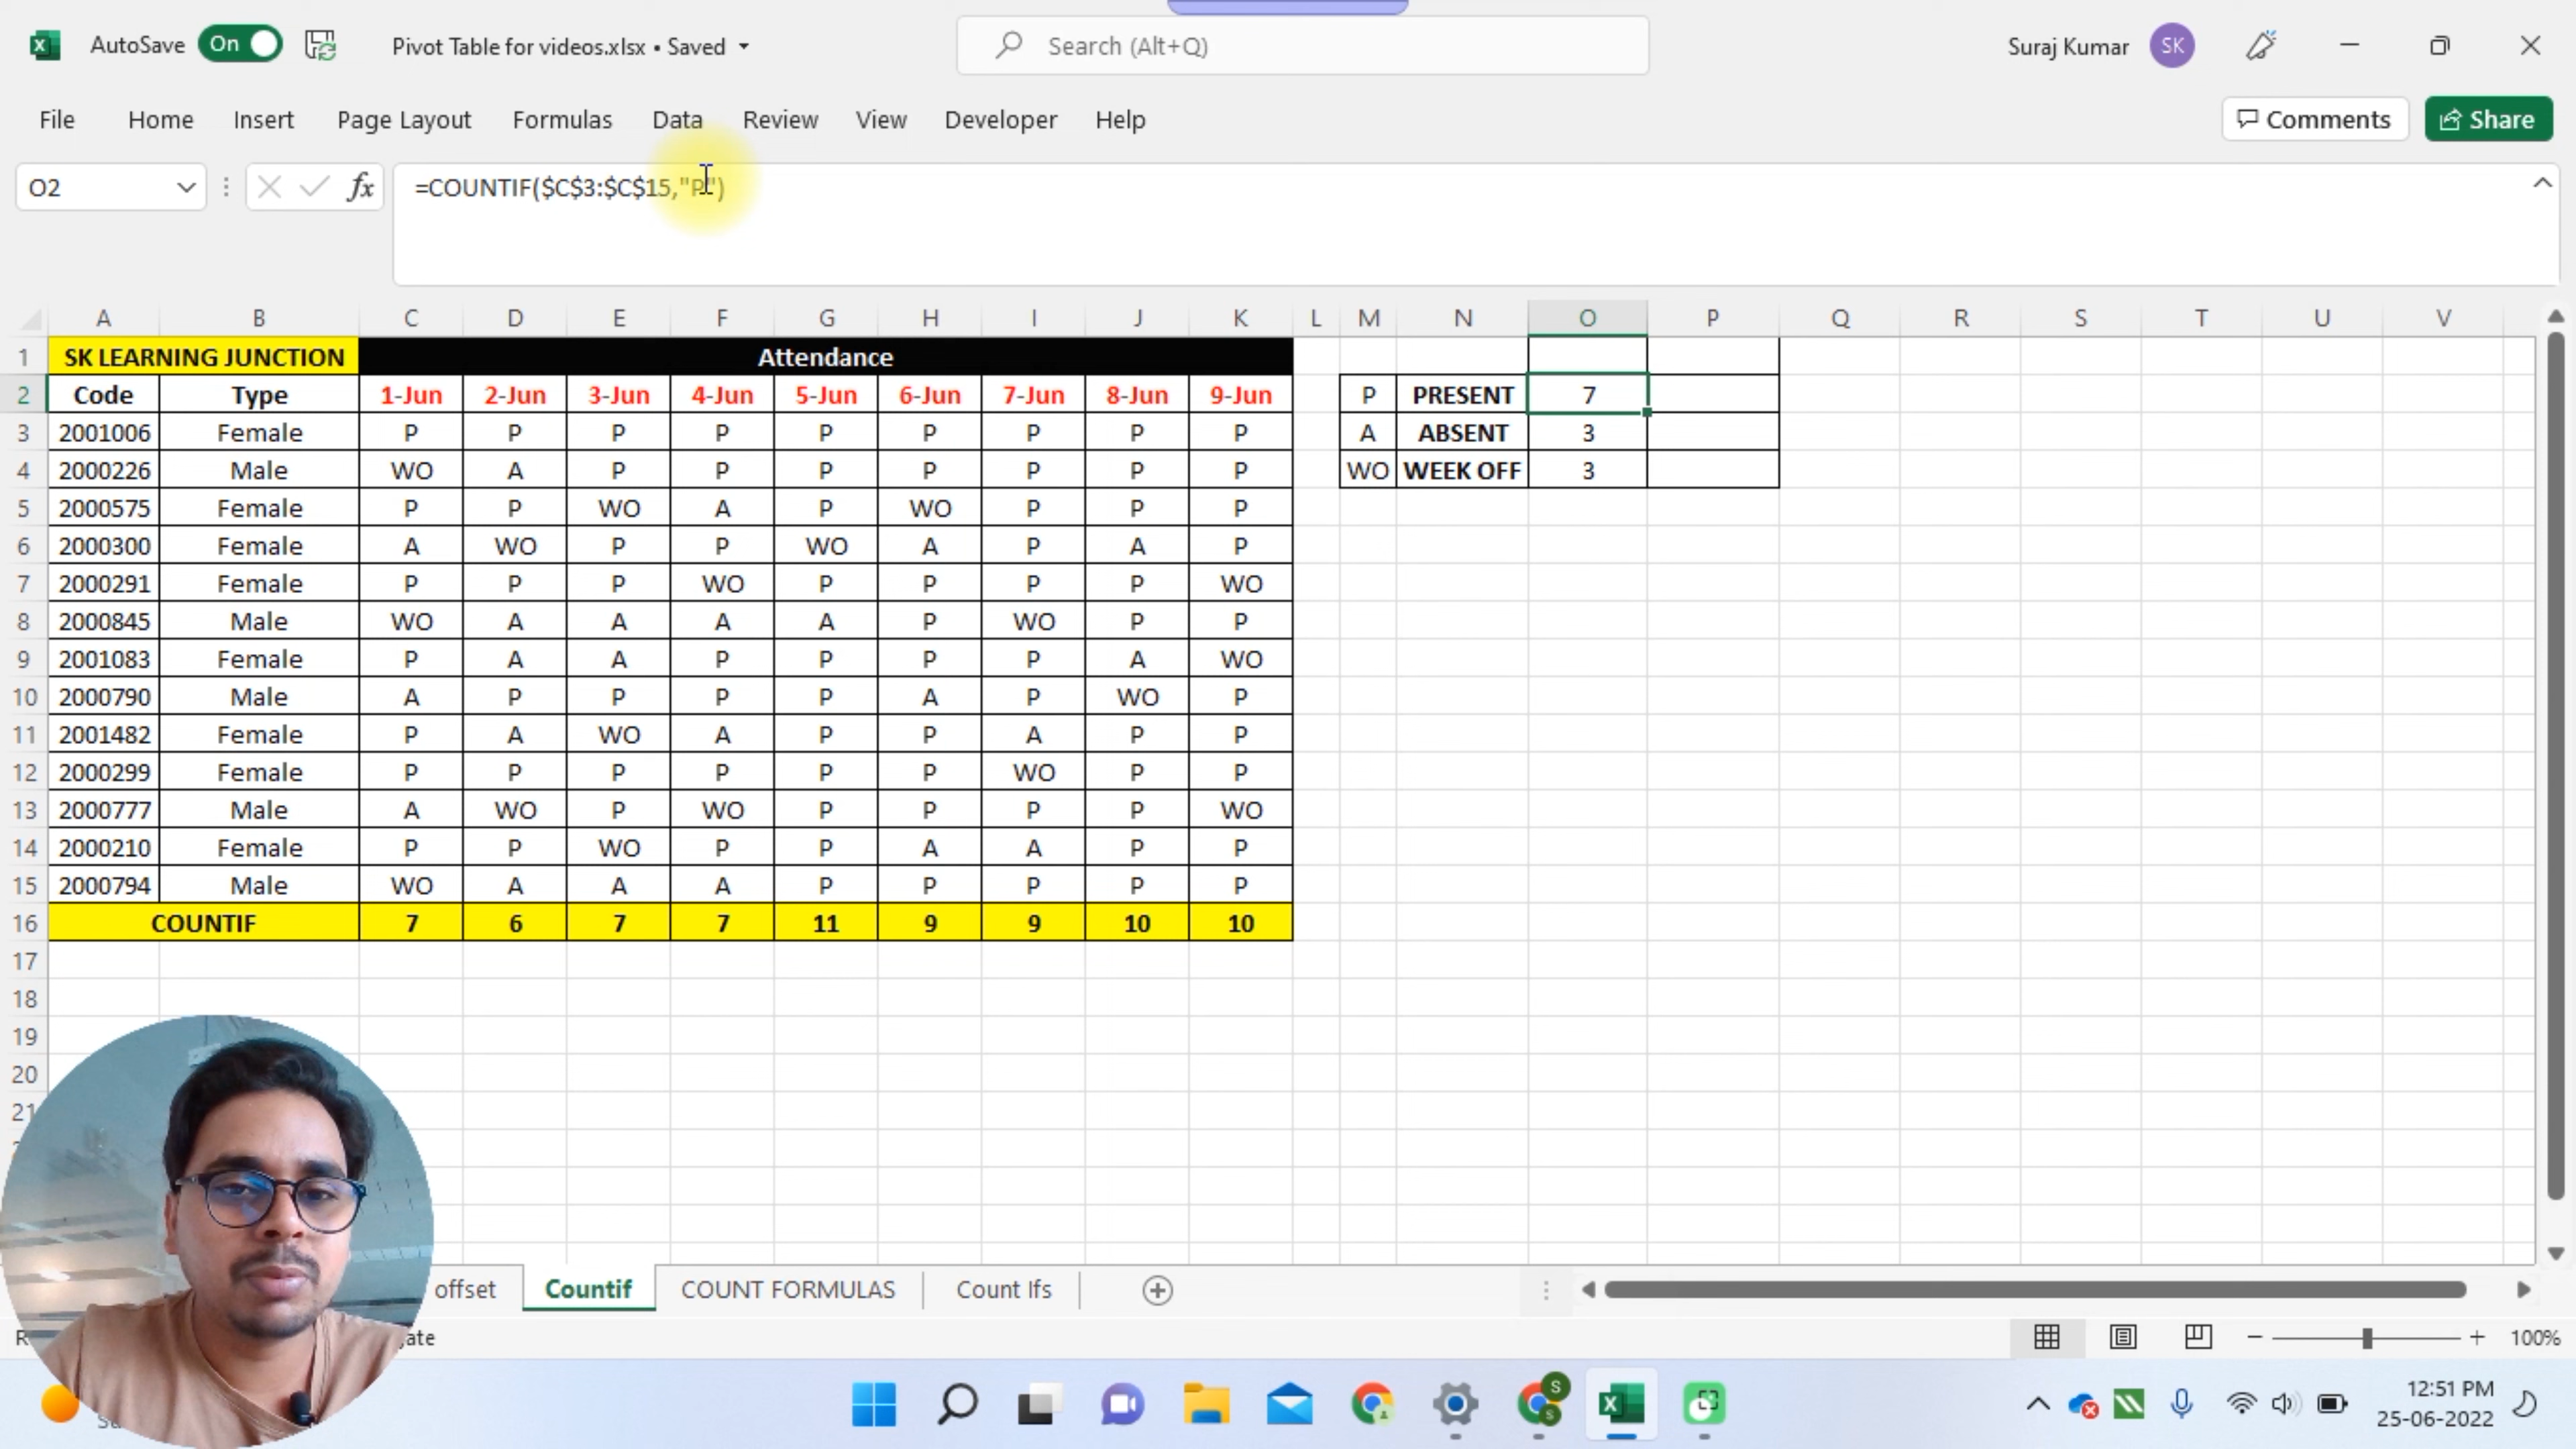 AutoSave On Pivot Table for videos.xlsx • Saved Search (Alt+Q) Suraj Kumar SK
File Home Insert Page Layout Formulas Data Review View Developer Help Comments Share
O2 fx =COUNTIF($C$3:$C$15,"P")
A B C D E F G H I J K L M N O P Q R S T U V
1 SK LEARNING JUNCTION Attendance
2 Code Type 1-Jun 2-Jun 3-Jun 4-Jun 5-Jun 6-Jun 7-Jun 8-Jun 9-Jun P PRESENT 7
3 2001006 Female P P P P P P P P P A ABSENT 3
4 2000226 Male WO A P P P P P P P WO WEEK OFF 3
5 2000575 Female P P WO A P WO P P P
6 2000300 Female A WO P P WO A P A P
7 2000291 Female P P P WO P P P P WO
8 2000845 Male WO A A A A P WO P P
9 2001083 Female P A A P P P P A WO
10 2000790 Male A P P P P A P WO P
11 2001482 Female P A WO A P P A P P
12 2000299 Female P P P P P P WO P P
13 2000777 Male A WO P WO P P P P WO
14 2000210 Female P P WO P P A A P P
15 2000794 Male WO A A A P P P P P
16 COUNTIF 7 6 7 7 11 9 9 10 10
17
18
19
20
21
offset Countif COUNT FORMULAS Count Ifs
100%
12:51 PM
25-06-2022